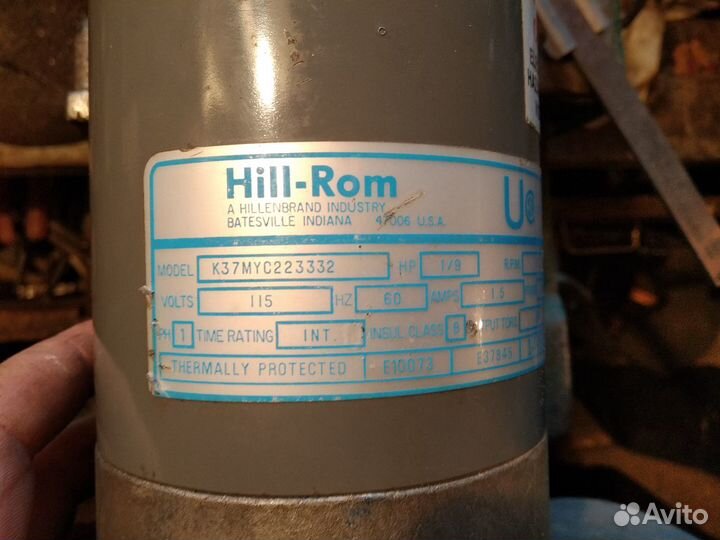 Hill-Rom
A HILLENBRAND INDUSTRY
BATESVILLE INDIANA 47006 U.S.A.
U
MODEL K37MYC223332 HP 1/9 R.P.M.
VOLTS 115 HZ 60 AMPS 1.5
PH 1 TIME RATING INT. INSUL CLASS B
THERMALLY PROTECTED E10073 E37845
Avito